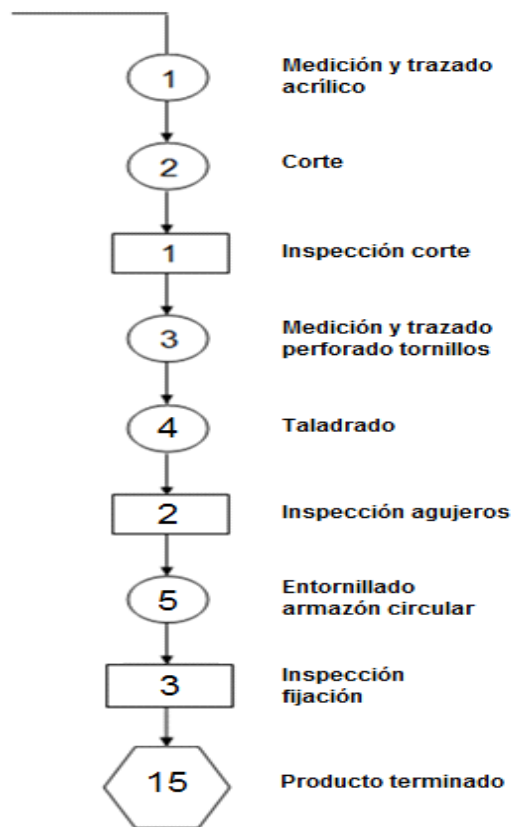 1
Medición y trazado
acrílico
2
Corte
1
Inspección corte
3
Medición y trazado
perforado tornillos
4
Taladrado
2
Inspección agujeros
5
Entornillado
armazón circular
3
Inspección
fijación
15
Producto terminado